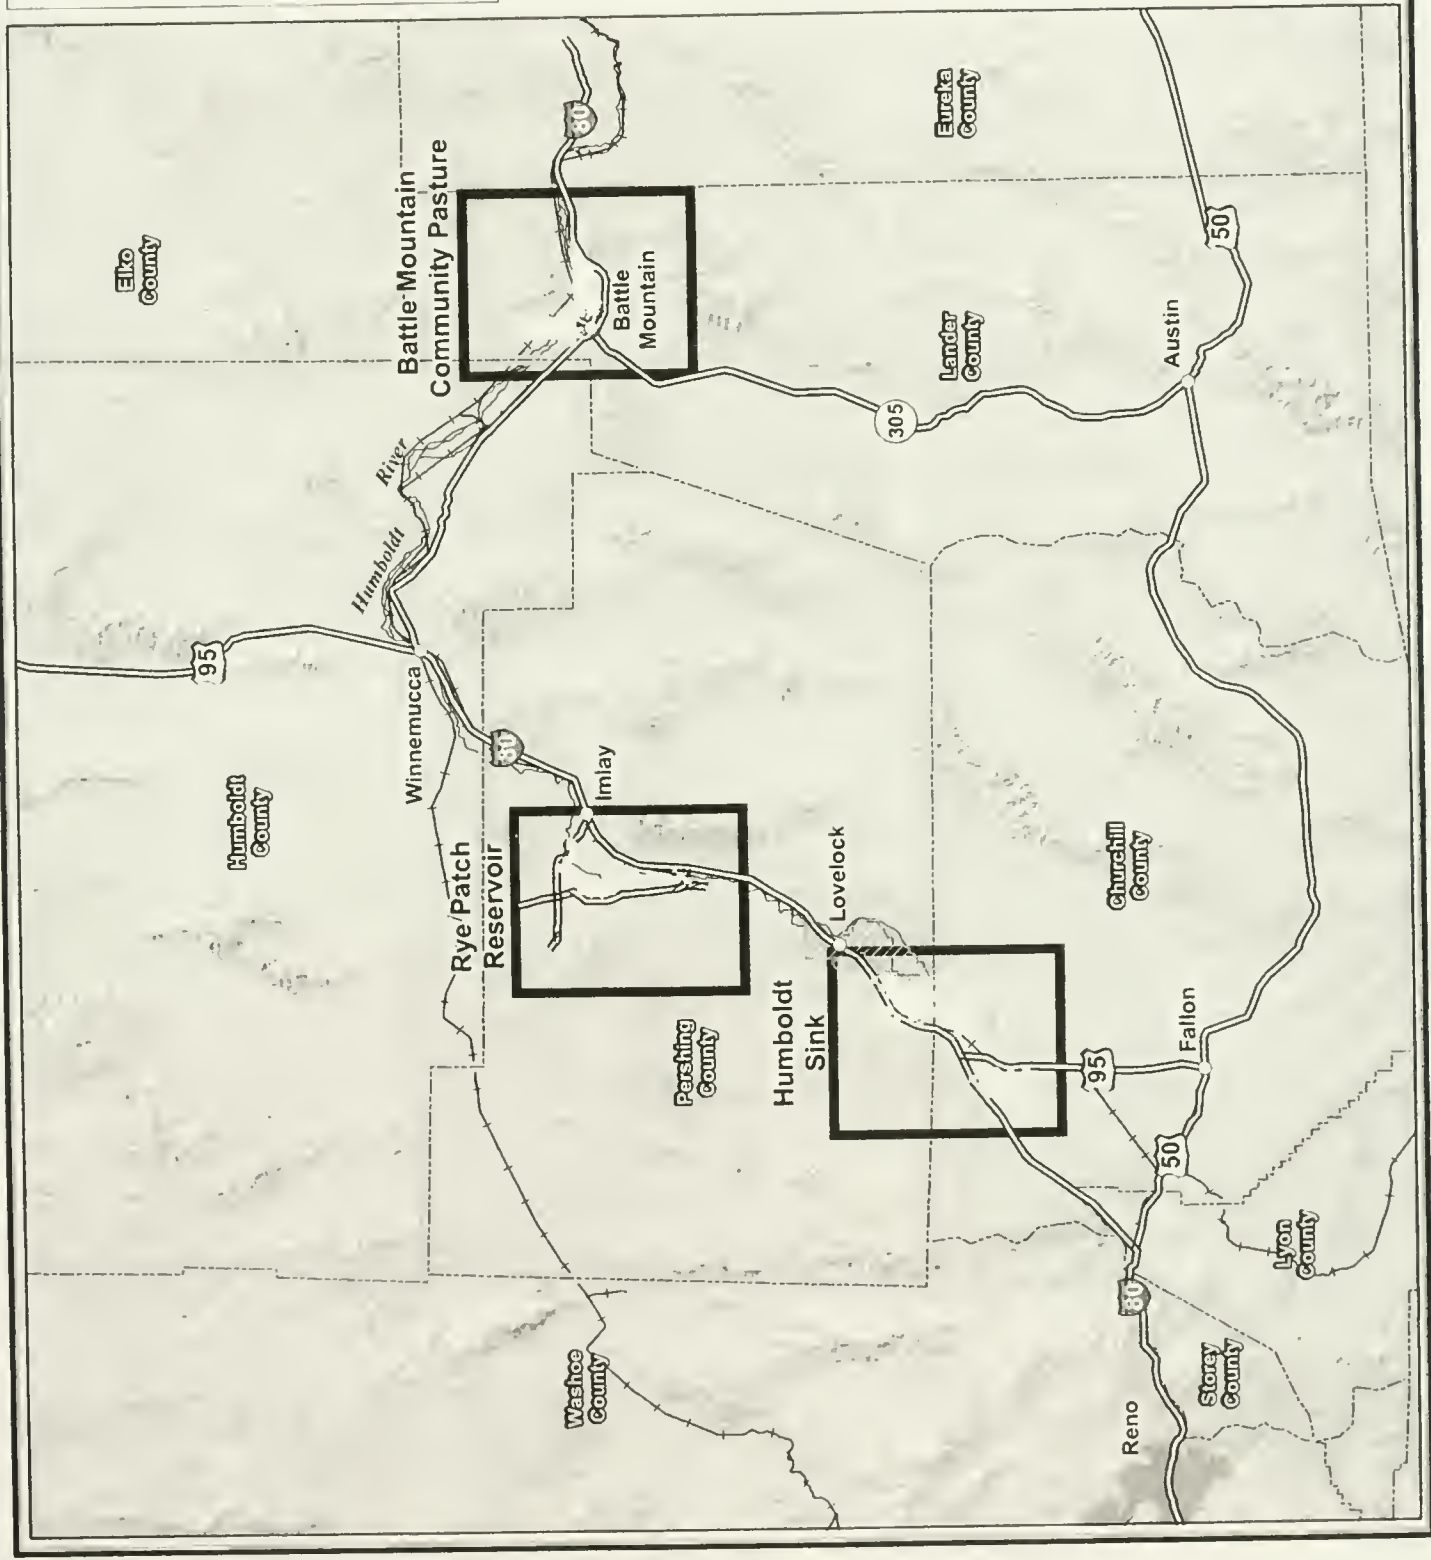 Elko
County
Battle Mountain
Community Pasture
80
Eureka
County
Battle
Mountain
Lander
County
305
50
Austin
Humboldt
River
95
Winnemucca
80
Humboldt
County
Imlay
Rye Patch
Reservoir
Lovelock
Churchill
County
Pershing
County
Humboldt
Sink
95
Fallon
50
Lyon
County
80
Washoe
County
Storey
County
Reno